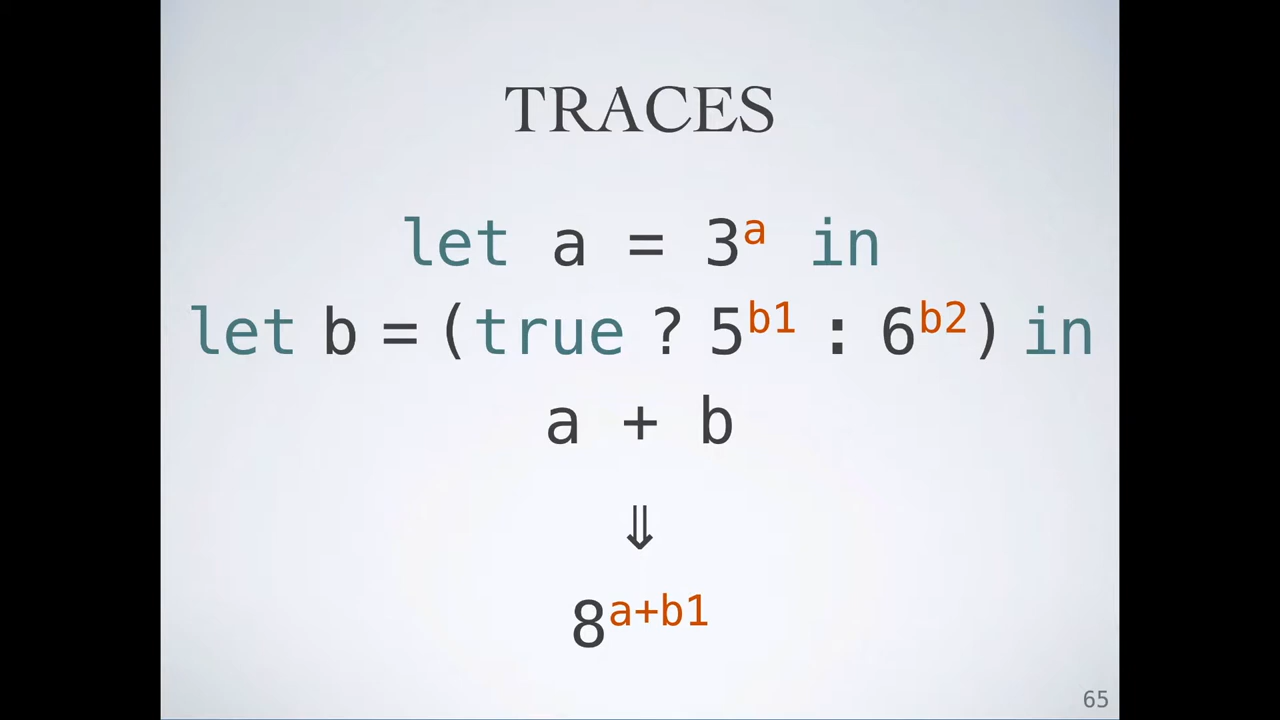 TRACES
let a = 3ᵃ in
let b = (true ? 5ᵇ¹ : 6ᵇ²) in
a + b
⇓
8ᵃ⁺ᵇ¹
65